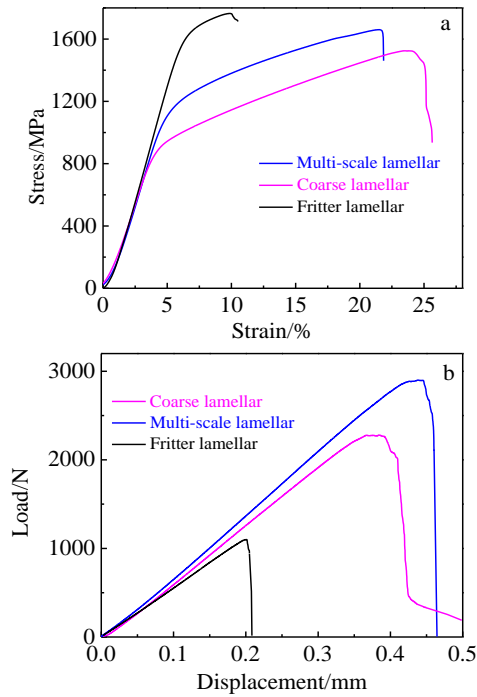 a
1600
1200
800
400
0
Stress/MPa
Multi-scale lamellar
Coarse lamellar
Fritter lamellar
0 5 10 15 20 25
Strain/%
b
3000
2000
1000
0
Load/N
Coarse lamellar
Multi-scale lamellar
Fritter lamellar
0.0 0.1 0.2 0.3 0.4 0.5
Displacement/mm